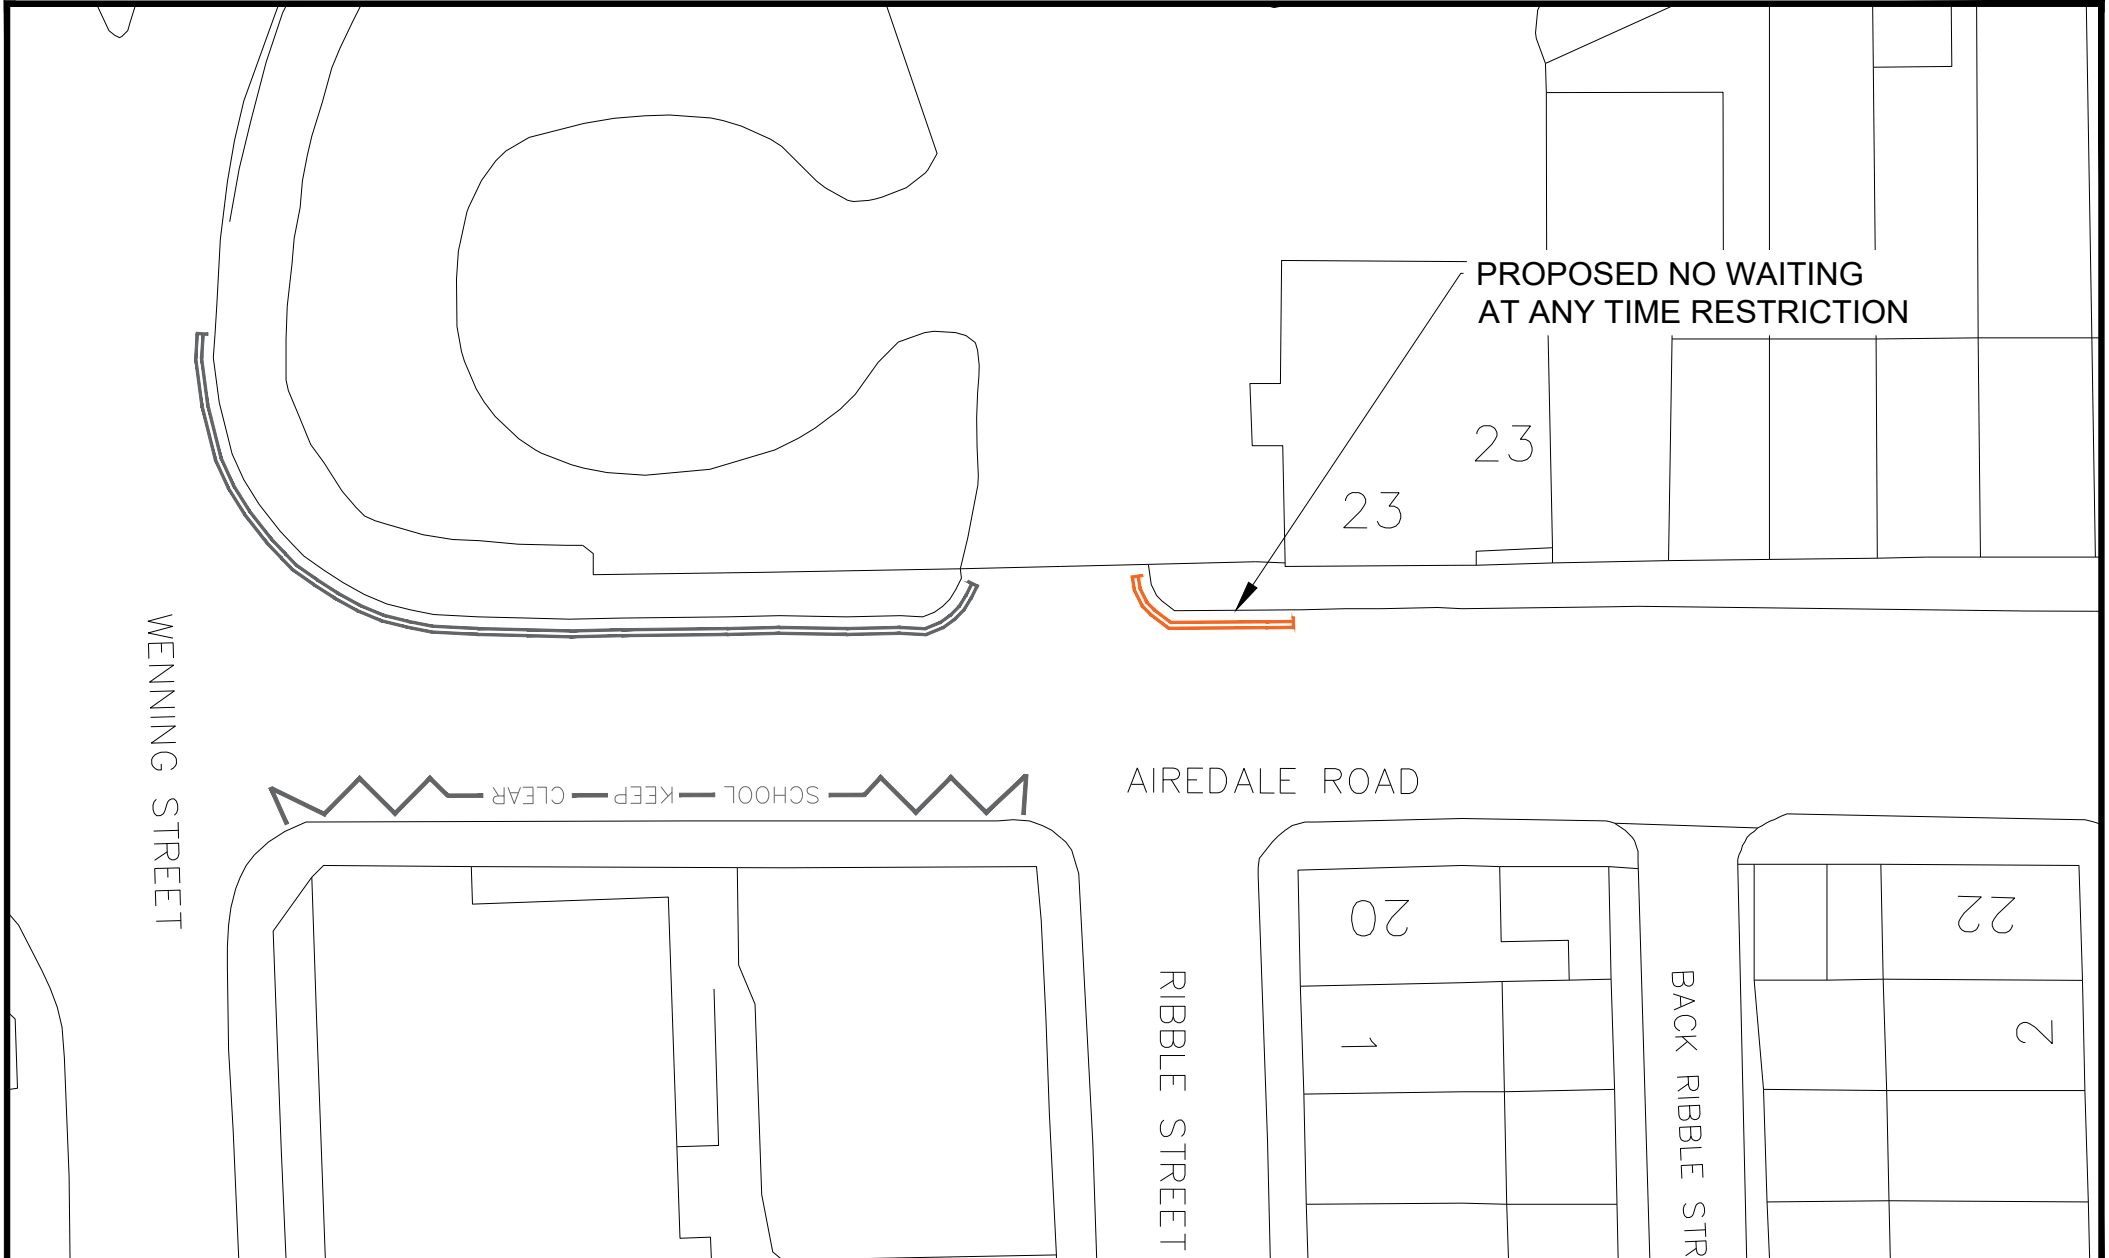 PROPOSED NO WAITING
AT ANY TIME RESTRICTION
23
23
WENNING STREET
SCHOOL KEEP CLEAR
AIREDALE ROAD
20
22
RIBBLE STREET
1
BACK RIBBLE STR
2